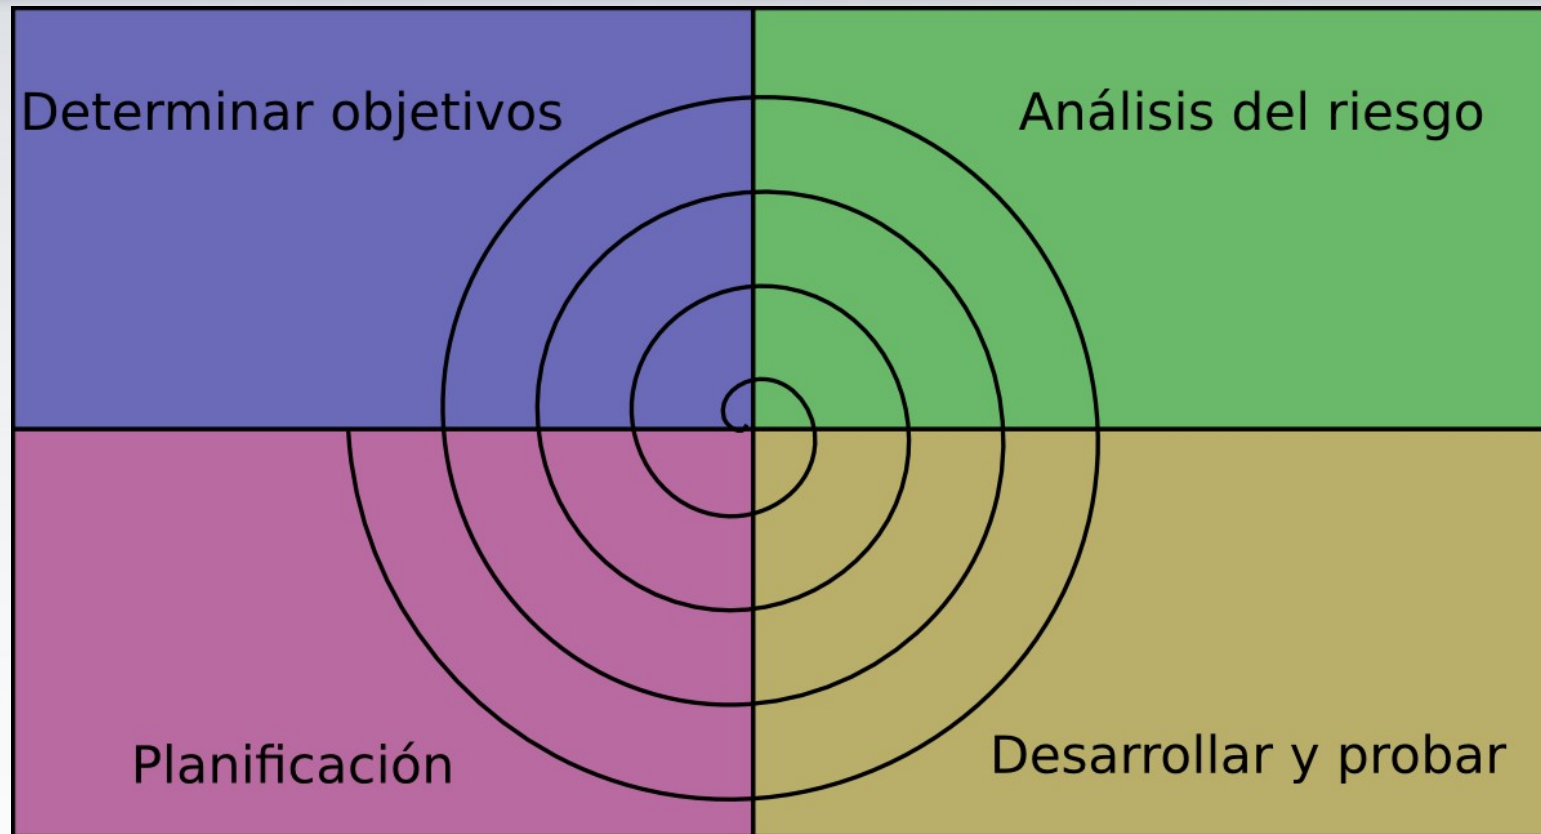 Determinar objetivos
Análisis del riesgo
Planificación
Desarrollar y probar